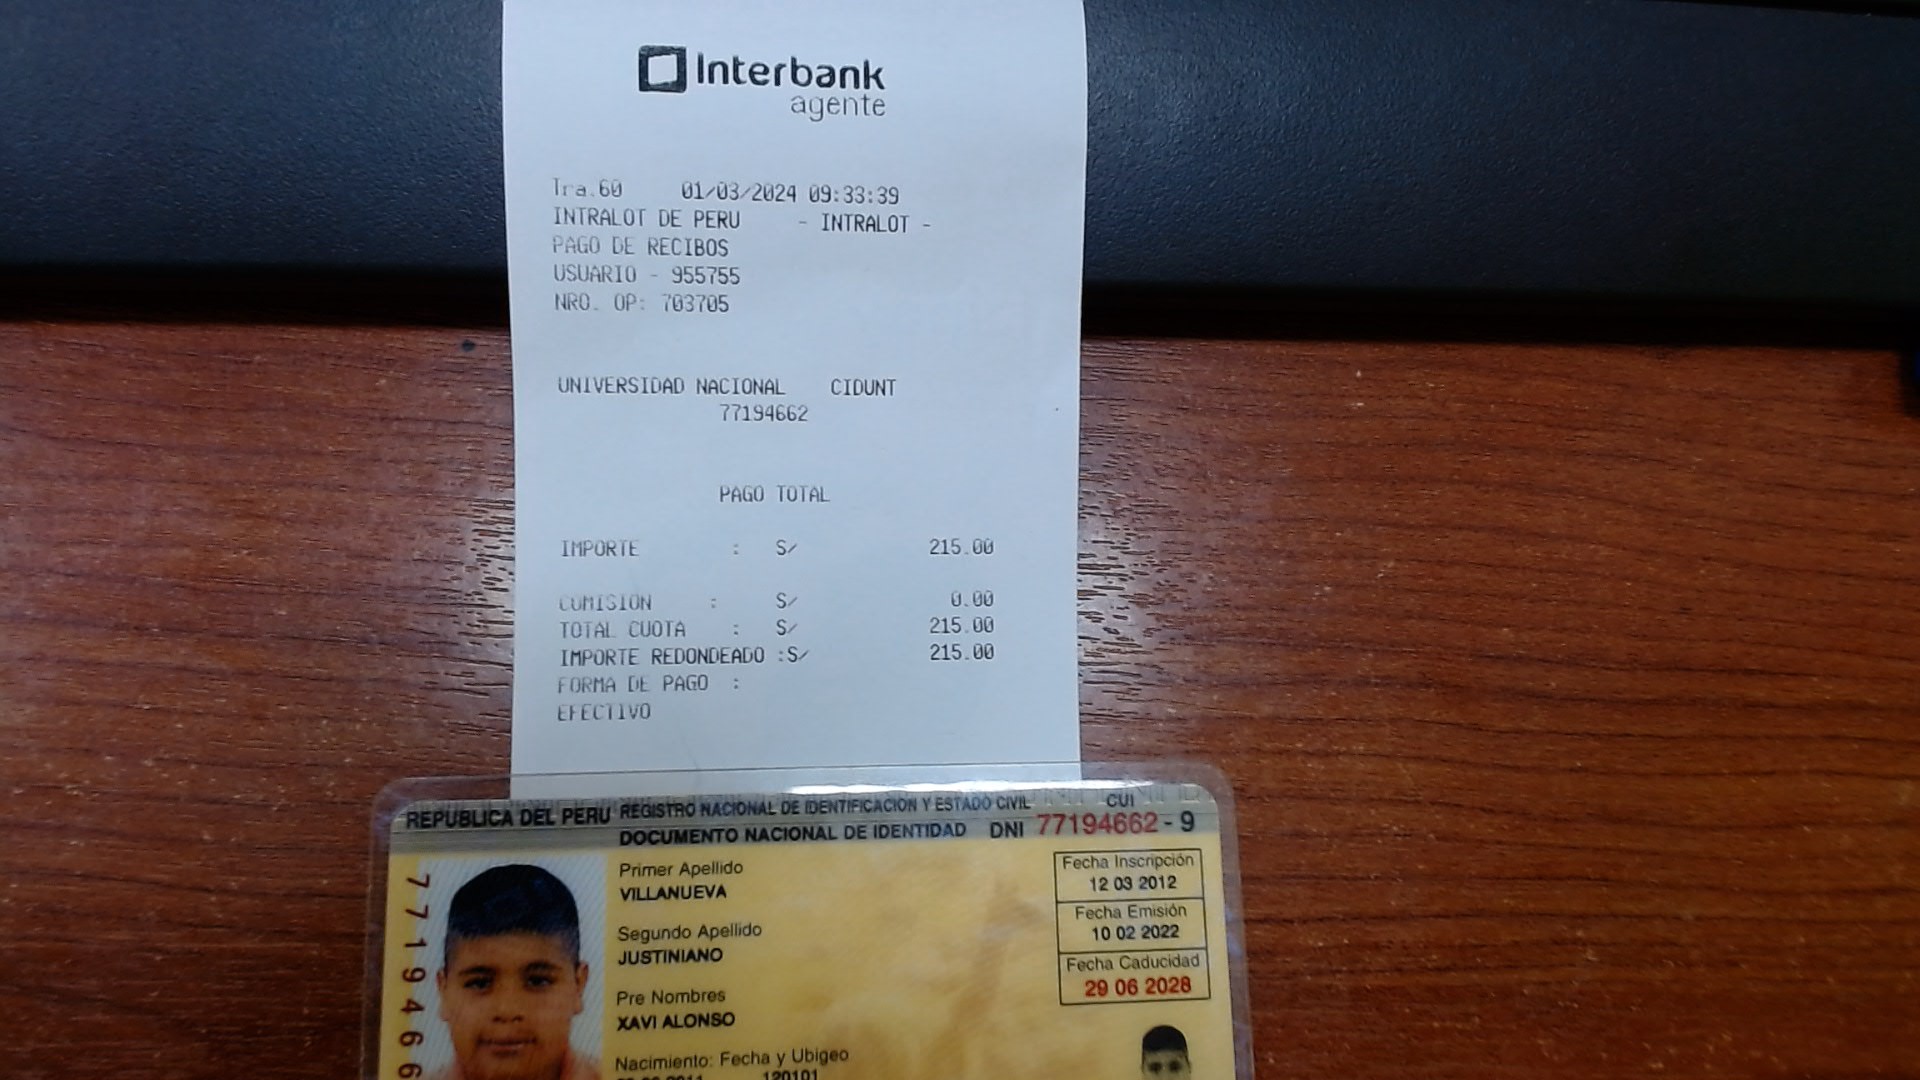 Interbank
agente
Tra.60 01/03/2024 09:33:39
INTRALOT DE PERU - INTRALOT -
PAGO DE RECIBOS
USUARIO - 955755
NRO. OP: 703705
UNIVERSIDAD NACIONAL CIDUNT
77194662
PAGO TOTAL
IMPORTE : S/ 215.00
COMISION : S/ 0.00
TOTAL CUOTA : S/ 215.00
IMPORTE REDONDEADO :S/ 215.00
FORMA DE PAGO :
EFECTIVO
REPUBLICA DEL PERU REGISTRO NACIONAL DE IDENTIFICACION Y ESTADO CIVIL CUI
DOCUMENTO NACIONAL DE IDENTIDAD DNI 77194662 - 9
Primer Apellido
VILLANUEVA
Segundo Apellido
JUSTINIANO
Pre Nombres
XAVI ALONSO
Nacimiento: Fecha y Ubigeo
120101
Fecha Inscripción
12 03 2012
Fecha Emisión
10 02 2022
Fecha Caducidad
29 06 2028
7719466